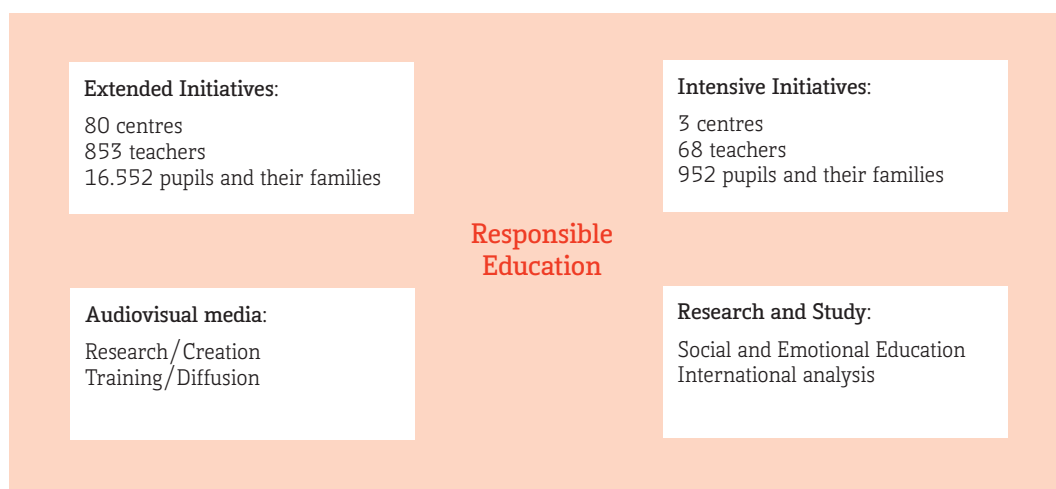 Extended Initiatives:
80 centres
853 teachers
16.552 pupils and their families
Intensive Initiatives:
3 centres
68 teachers
952 pupils and their families
Responsible
Education
Audiovisual media:
Research/Creation
Training/Diffusion
Research and Study:
Social and Emotional Education
International analysis